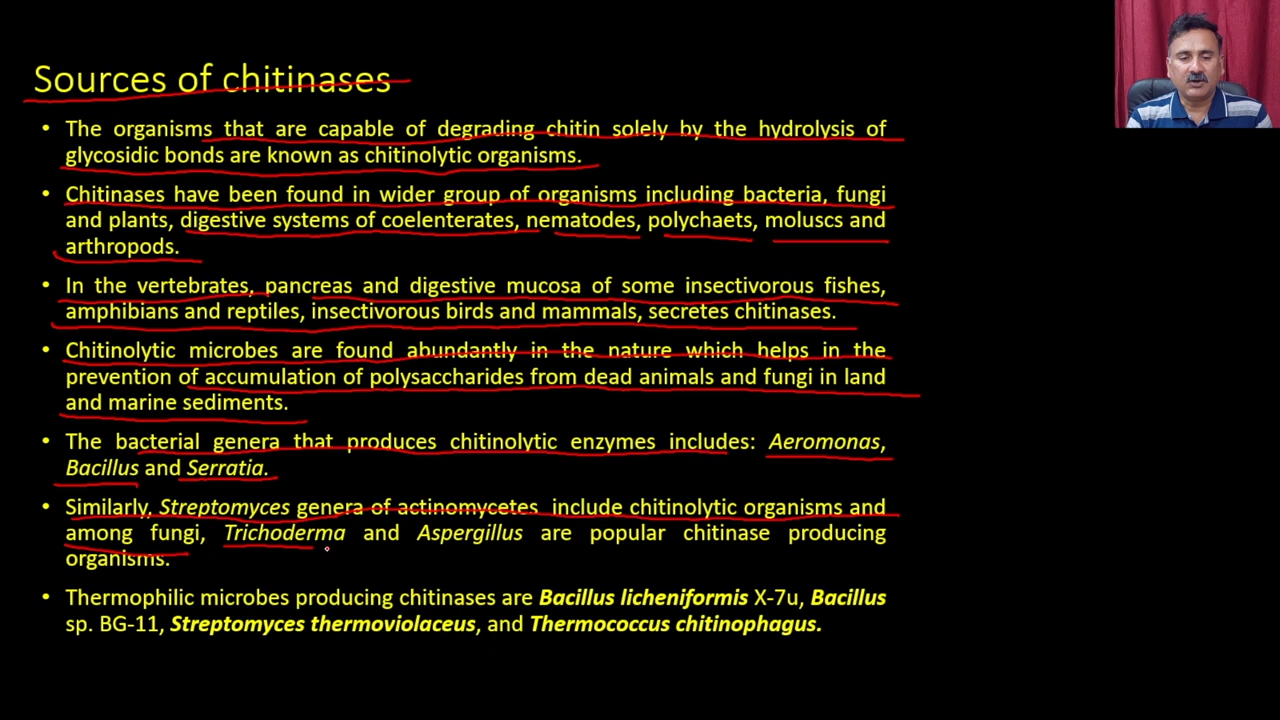 Sources of chitinases
• The organisms that are capable of degrading chitin solely by the hydrolysis of
glycosidic bonds are known as chitinolytic organisms.
• Chitinases have been found in wider group of organisms including bacteria, fungi
and plants, digestive systems of coelenterates, nematodes, polychaets, moluscs and
arthropods.
• In the vertebrates, pancreas and digestive mucosa of some insectivorous fishes,
amphibians and reptiles, insectivorous birds and mammals, secretes chitinases.
• Chitinolytic microbes are found abundantly in the nature which helps in the
prevention of accumulation of polysaccharides from dead animals and fungi in land
and marine sediments.
• The bacterial genera that produces chitinolytic enzymes includes: Aeromonas,
Bacillus and Serratia.
• Similarly, Streptomyces genera of actinomycetes include chitinolytic organisms and
among fungi, Trichoderma and Aspergillus are popular chitinase producing
organisms.
• Thermophilic microbes producing chitinases are Bacillus licheniformis X-7u, Bacillus
sp. BG-11, Streptomyces thermoviolaceus, and Thermococcus chitinophagus.